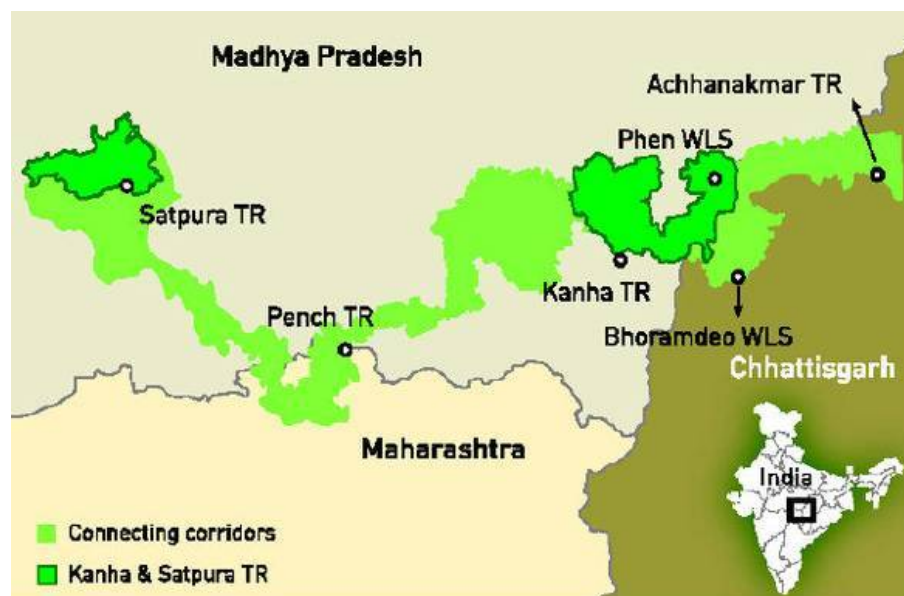 Madhya Pradesh
Achhanakmar TR
Phen WLS
Satpura TR
Kanha TR
Pench TR
Bhoramdeo WLS
Chhattisgarh
Maharashtra
India
Connecting corridors
Kanha & Satpura TR